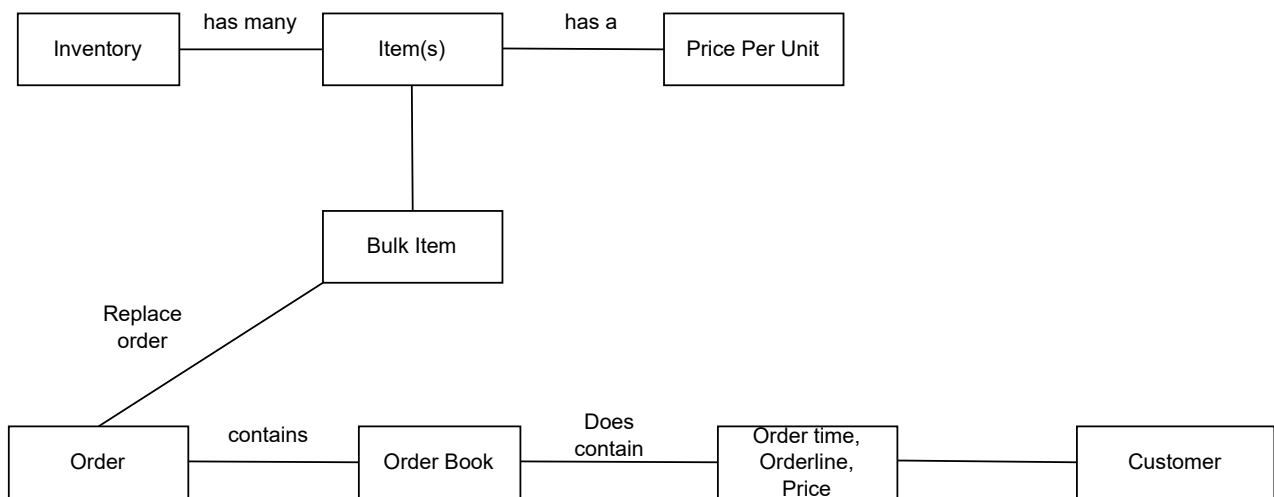 has many
has a
Inventory
Item(s)
Price Per Unit
Bulk Item
Replace
order
contains
Does
contain
Order
Order Book
Order time,
Orderline,
Price
Customer